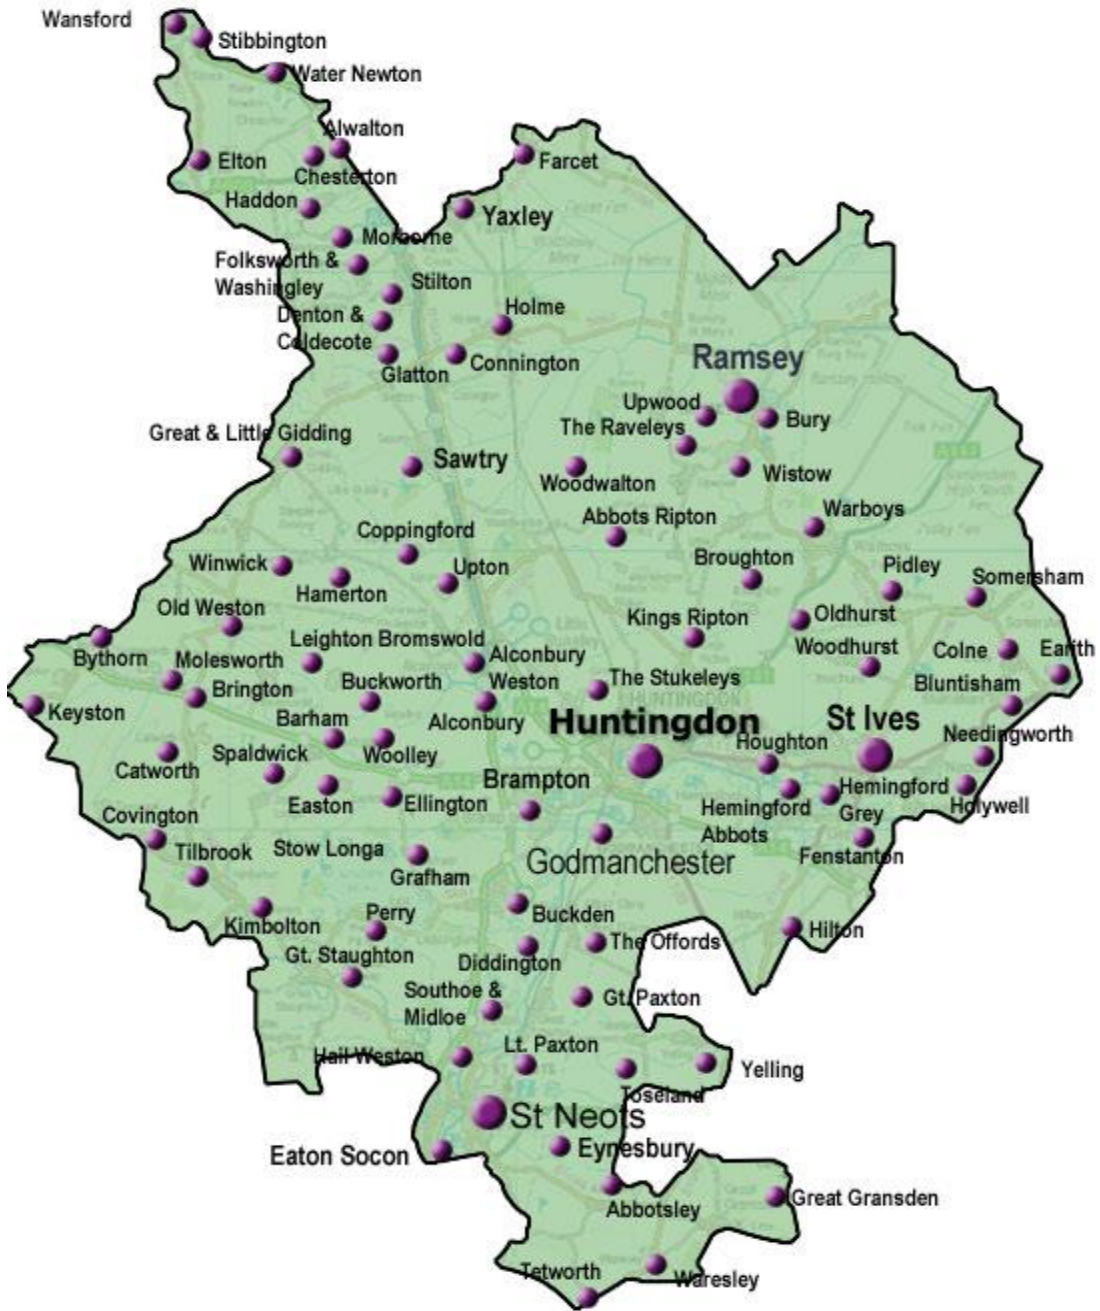 Wansford
Stibbington
Water Newton
Alwalton
Elton
Farcet
Chesterton
Haddon
Yaxley
Morborne
Folksworth &
Washingley
Stilton
Holme
Denton &
Coldecote
Connington
Glatton
Ramsey
Upwood
Bury
The Raveleys
Great & Little Gidding
Sawtry
Wistow
Woodwalton
Warboys
Abbots Ripton
Coppingford
Broughton
Winwick
Upton
Pidley
Somersham
Hamerton
Old Weston
Kings Ripton
Oldhurst
Leighton Bromswold
Woodhurst
Colne
Earith
Bythorn
Molesworth
Alconbury
Weston
The Stukeleys
Bluntisham
Brington
Buckworth
Keyston
Barham
Alconbury
Huntingdon
St Ives
Needingworth
Houghton
Spaldwick
Woolley
Catworth
Brampton
Easton
Ellington
Hemingford
Grey
Hemingford
Abbots
Holywell
Covington
Tilbrook
Stow Longa
Grafham
Godmanchester
Fenstanton
Kimbolton
Perry
Buckden
Hilton
The Offords
Gt. Staughton
Diddington
Southoe &
Midloe
Gt. Paxton
Hail Weston
Lt. Paxton
Yelling
Toseland
St Neots
Eaton Socon
Eynesbury
Great Gransden
Abbotsley
Tetworth
Waresley